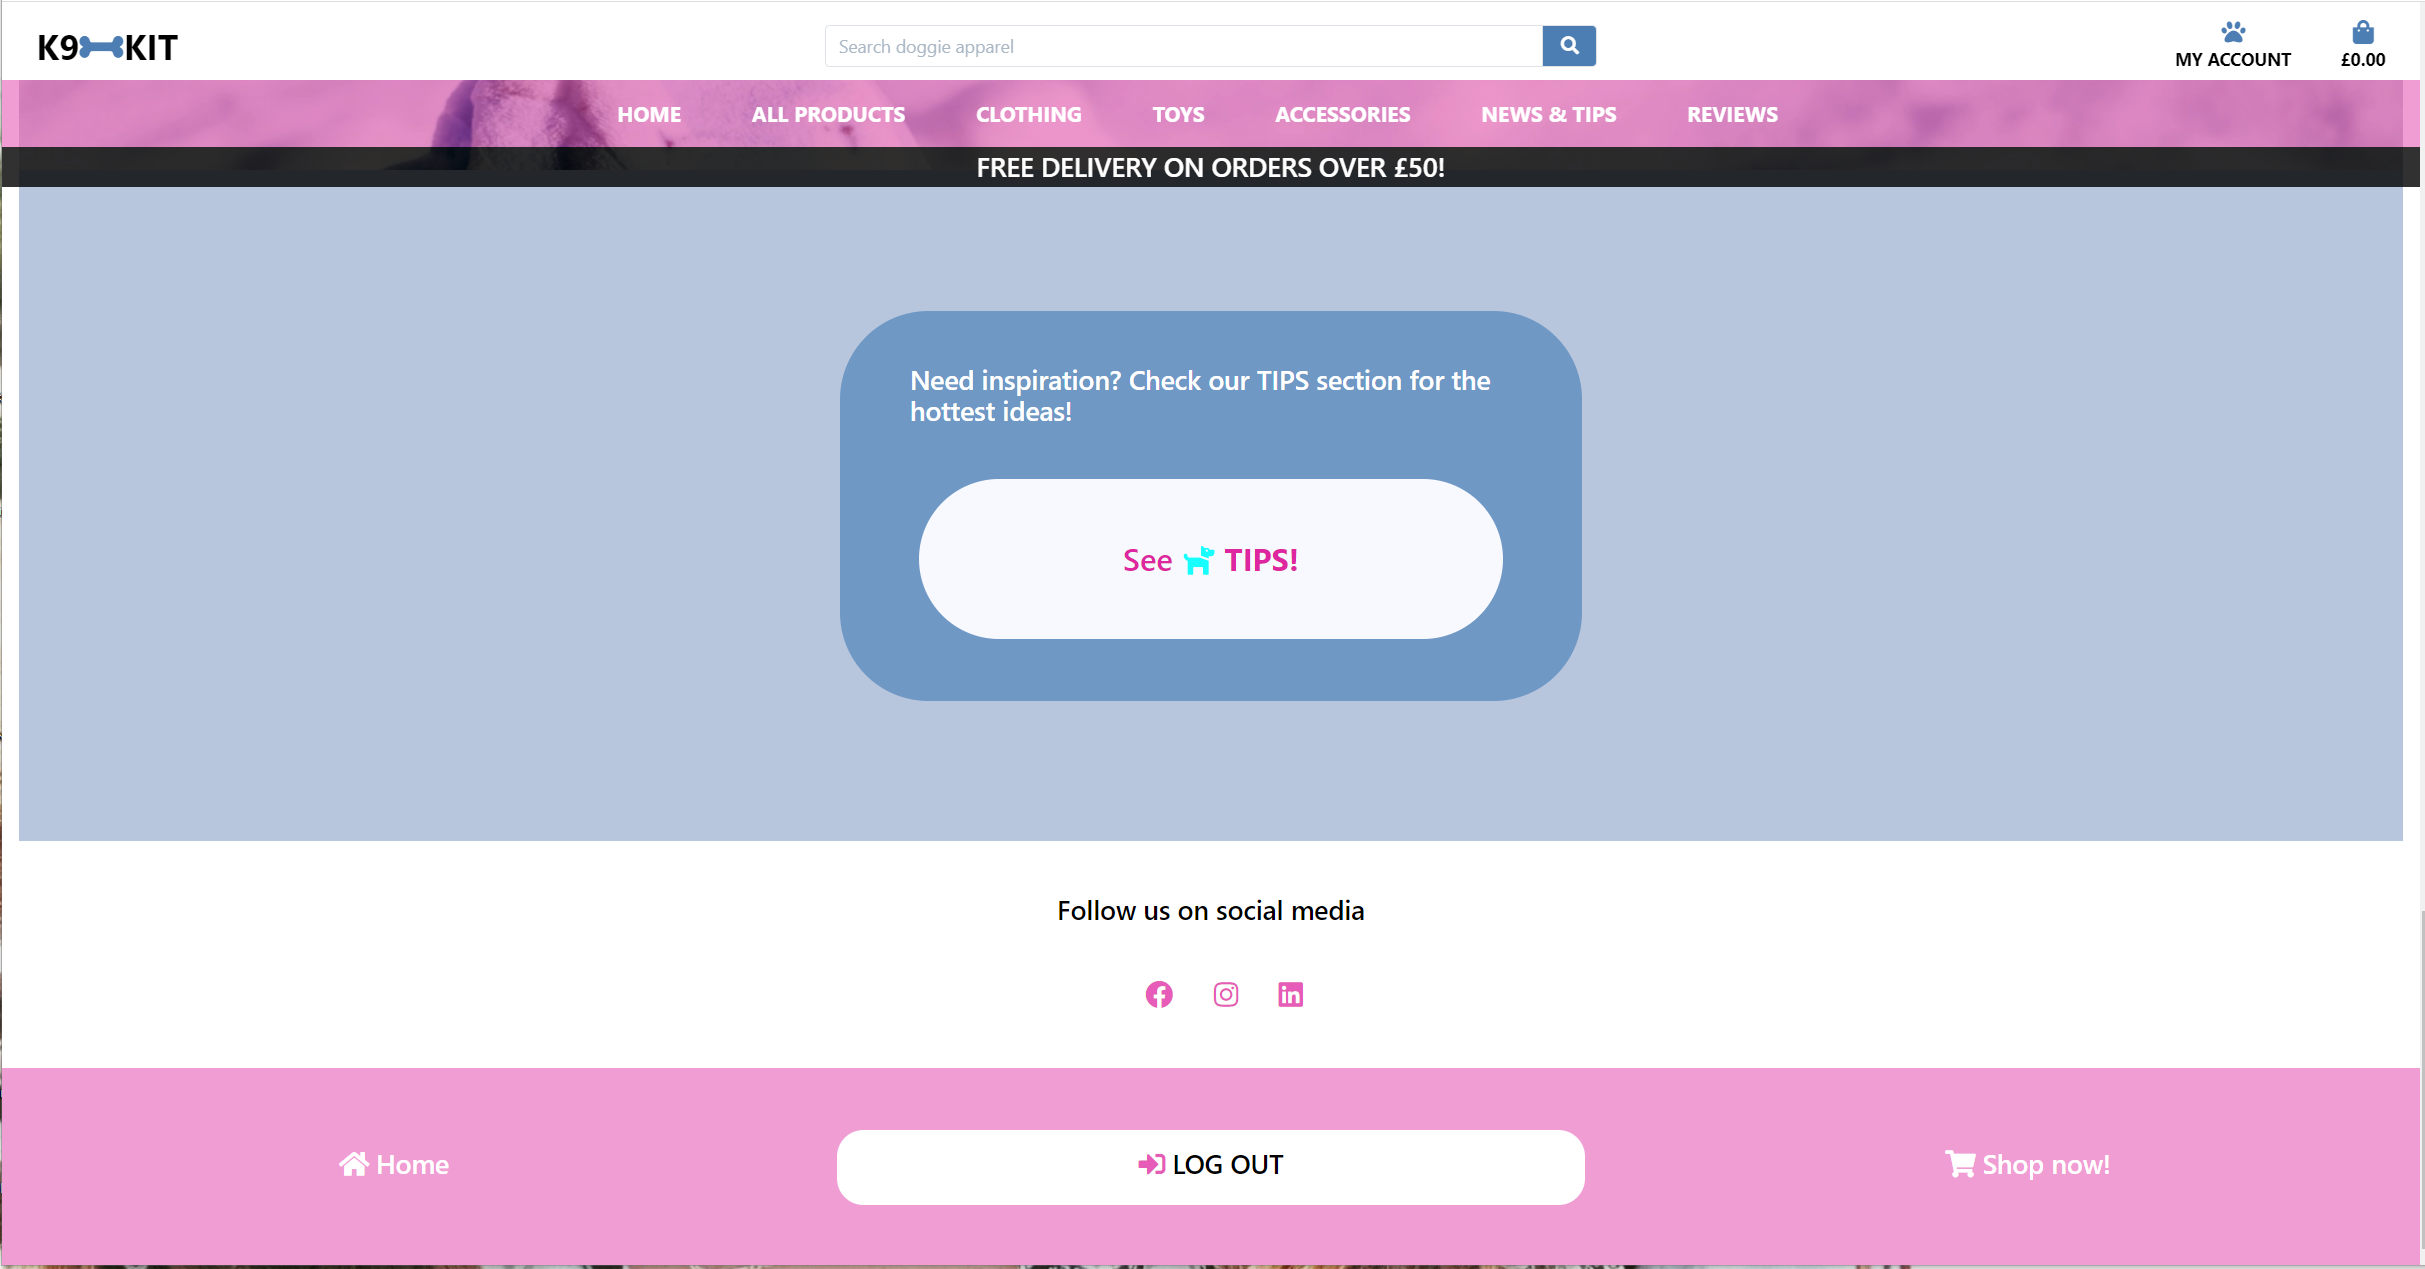 K9 KIT
Search doggie apparel
MY ACCOUNT
£0.00
HOME ALL PRODUCTS CLOTHING TOYS ACCESSORIES NEWS & TIPS REVIEWS
FREE DELIVERY ON ORDERS OVER £50!
Need inspiration? Check our TIPS section for the
hottest ideas!
See TIPS!
Follow us on social media
Home
LOG OUT
Shop now!